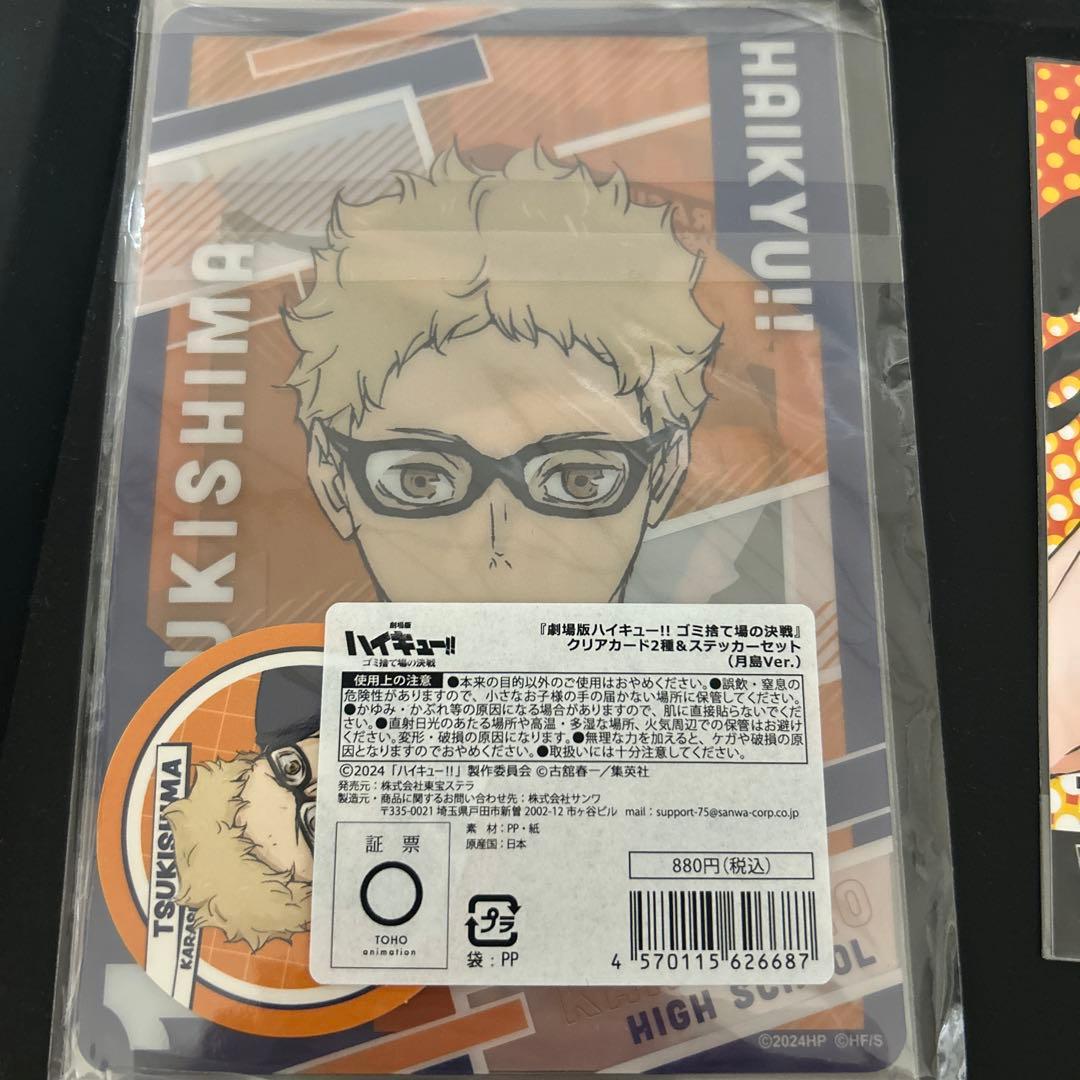 HAIKYU!!
UKISHIMA
劇場版
ハイキュー!!
ゴミ捨て場の決戦
『劇場版ハイキュー!! ゴミ捨て場の決戦』
クリアカード2種&ステッカーセット
(月島Ver.)
使用上の注意 ●本来の目的以外のご使用はおやめください。●誤飲・窒息の
危険性がありますので、小さなお子様の手の届かない場所に保管してください。
●かゆみ・かぶれ等の原因になる場合がありますので、肌に直接貼らないでくだ
さい。●直射日光のあたる場所や高温・多湿な場所、火気周辺での保管はお避け
ください。変形・破損の原因になります。●無理な力を加えると、ケガや破損の原
因となりますのでおやめください。●取扱いには十分注意してください。
©2024「ハイキュー!!」製作委員会 ©古舘春一/集英社
発売元:株式会社東宝ステラ
製造元・商品に関するお問い合わせ先:株式会社サンワ
〒335-0021 埼玉県戸田市新曽 2002-12 市ヶ谷ビル mail:support-75@sanwa-corp.co.jp
証票
TOHO
animation
素 材:PP・紙
原産国:日本
プラ
袋:PP
880円(税込)
4 570115 626687
TSUKISHIMA
KARAS
HIGH SCHOOL
©2024HP ©HF/S